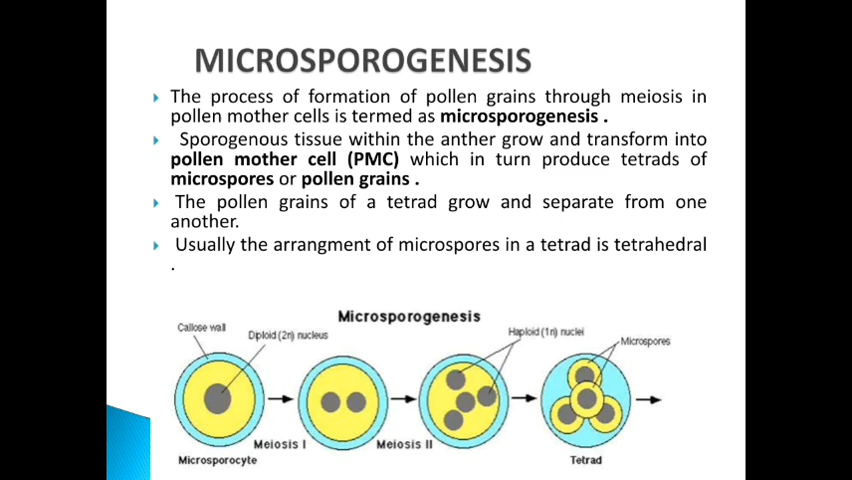 MICROSPOROGENESIS
The process of formation of pollen grains through meiosis in
pollen mother cells is termed as microsporogenesis .
Sporogenous tissue within the anther grow and transform into
pollen mother cell (PMC) which in turn produce tetrads of
microspores or pollen grains .
The pollen grains of a tetrad grow and separate from one
another.
Usually the arrangment of microspores in a tetrad is tetrahedral
.
Microsporogenesis
Callose wall
Diploid (2n) nucleus
Haploid (1n) nuclei
Microspores
Meiosis I
Meiosis II
Microsporocyte
Tetrad